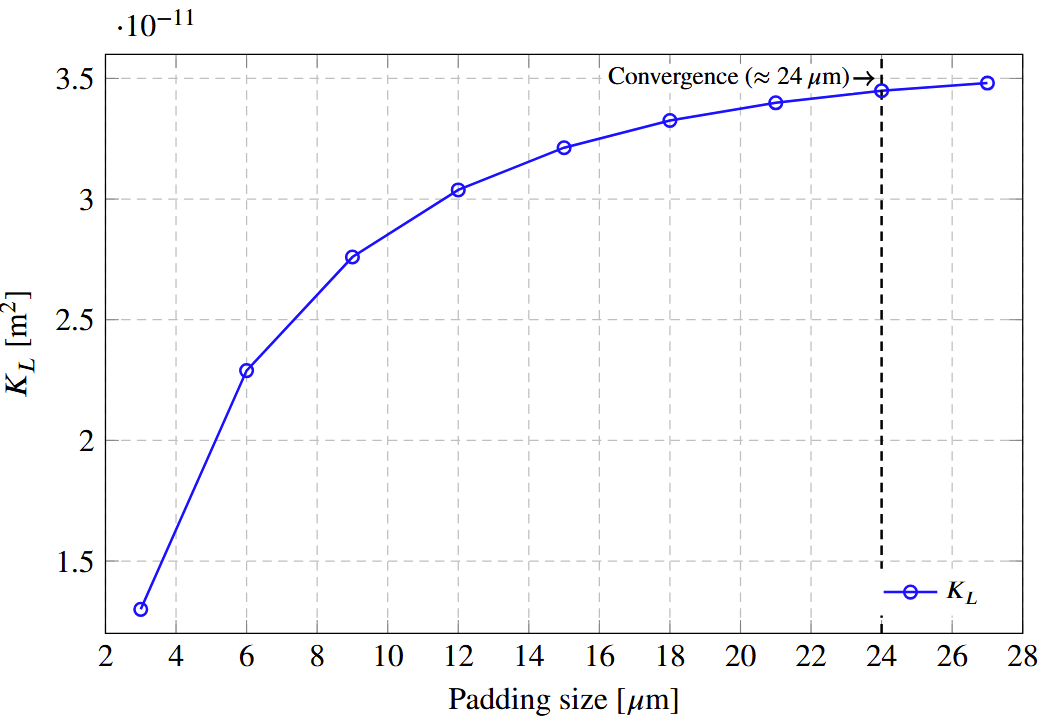 ·10⁻¹¹
3.5
3
2.5
2
1.5
K_L [m²]
Convergence (≈ 24 μm)→
K_L
2 4 6 8 10 12 14 16 18 20 22 24 26 28
Padding size [μm]